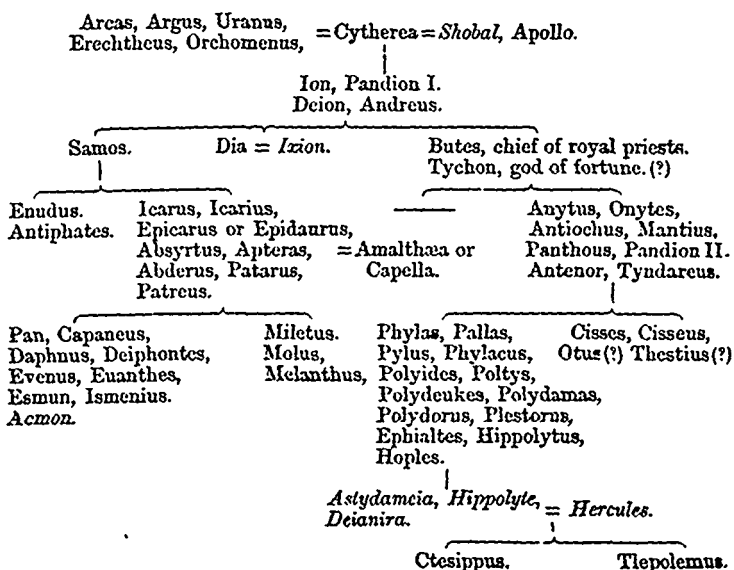 Arcas, Argus, Uranus,
Erechtheus, Orchomenus, = Cytherea = Shobal, Apollo.
Ion, Pandion I.
Deion, Andreus.
Samos. Dia = Ixion. Butes, chief of royal priests.
Tychon, god of fortune. (?)
Enudus. Icarus, Icarius, —— Anytus, Onytes,
Antiphates. Epicarus or Epidaurus, Antiochus, Mantius,
Absyrtus, Apteras, = Amalthæa or Panthous, Pandion II.
Abderus, Patarus, Capella. Antenor, Tyndareus.
Patreus.
Pan, Capaneus, Miletus. Phylas, Pallas, Cisses, Cisseus,
Daphnus, Deiphontes, Molus, Pylus, Phylacus, Otus (?) Thestius (?)
Evenus, Euanthes, Melanthus, Polyides, Poltys,
Esmun, Ismenius. Polydeukes, Polydamas,
Acmon. Polydorus, Plestorus,
Ephialtes, Hippolytus,
Hoples.
Astydameia, Hippolyte, = Hercules.
Deianira.
Ctesippus. Tlepolemus.